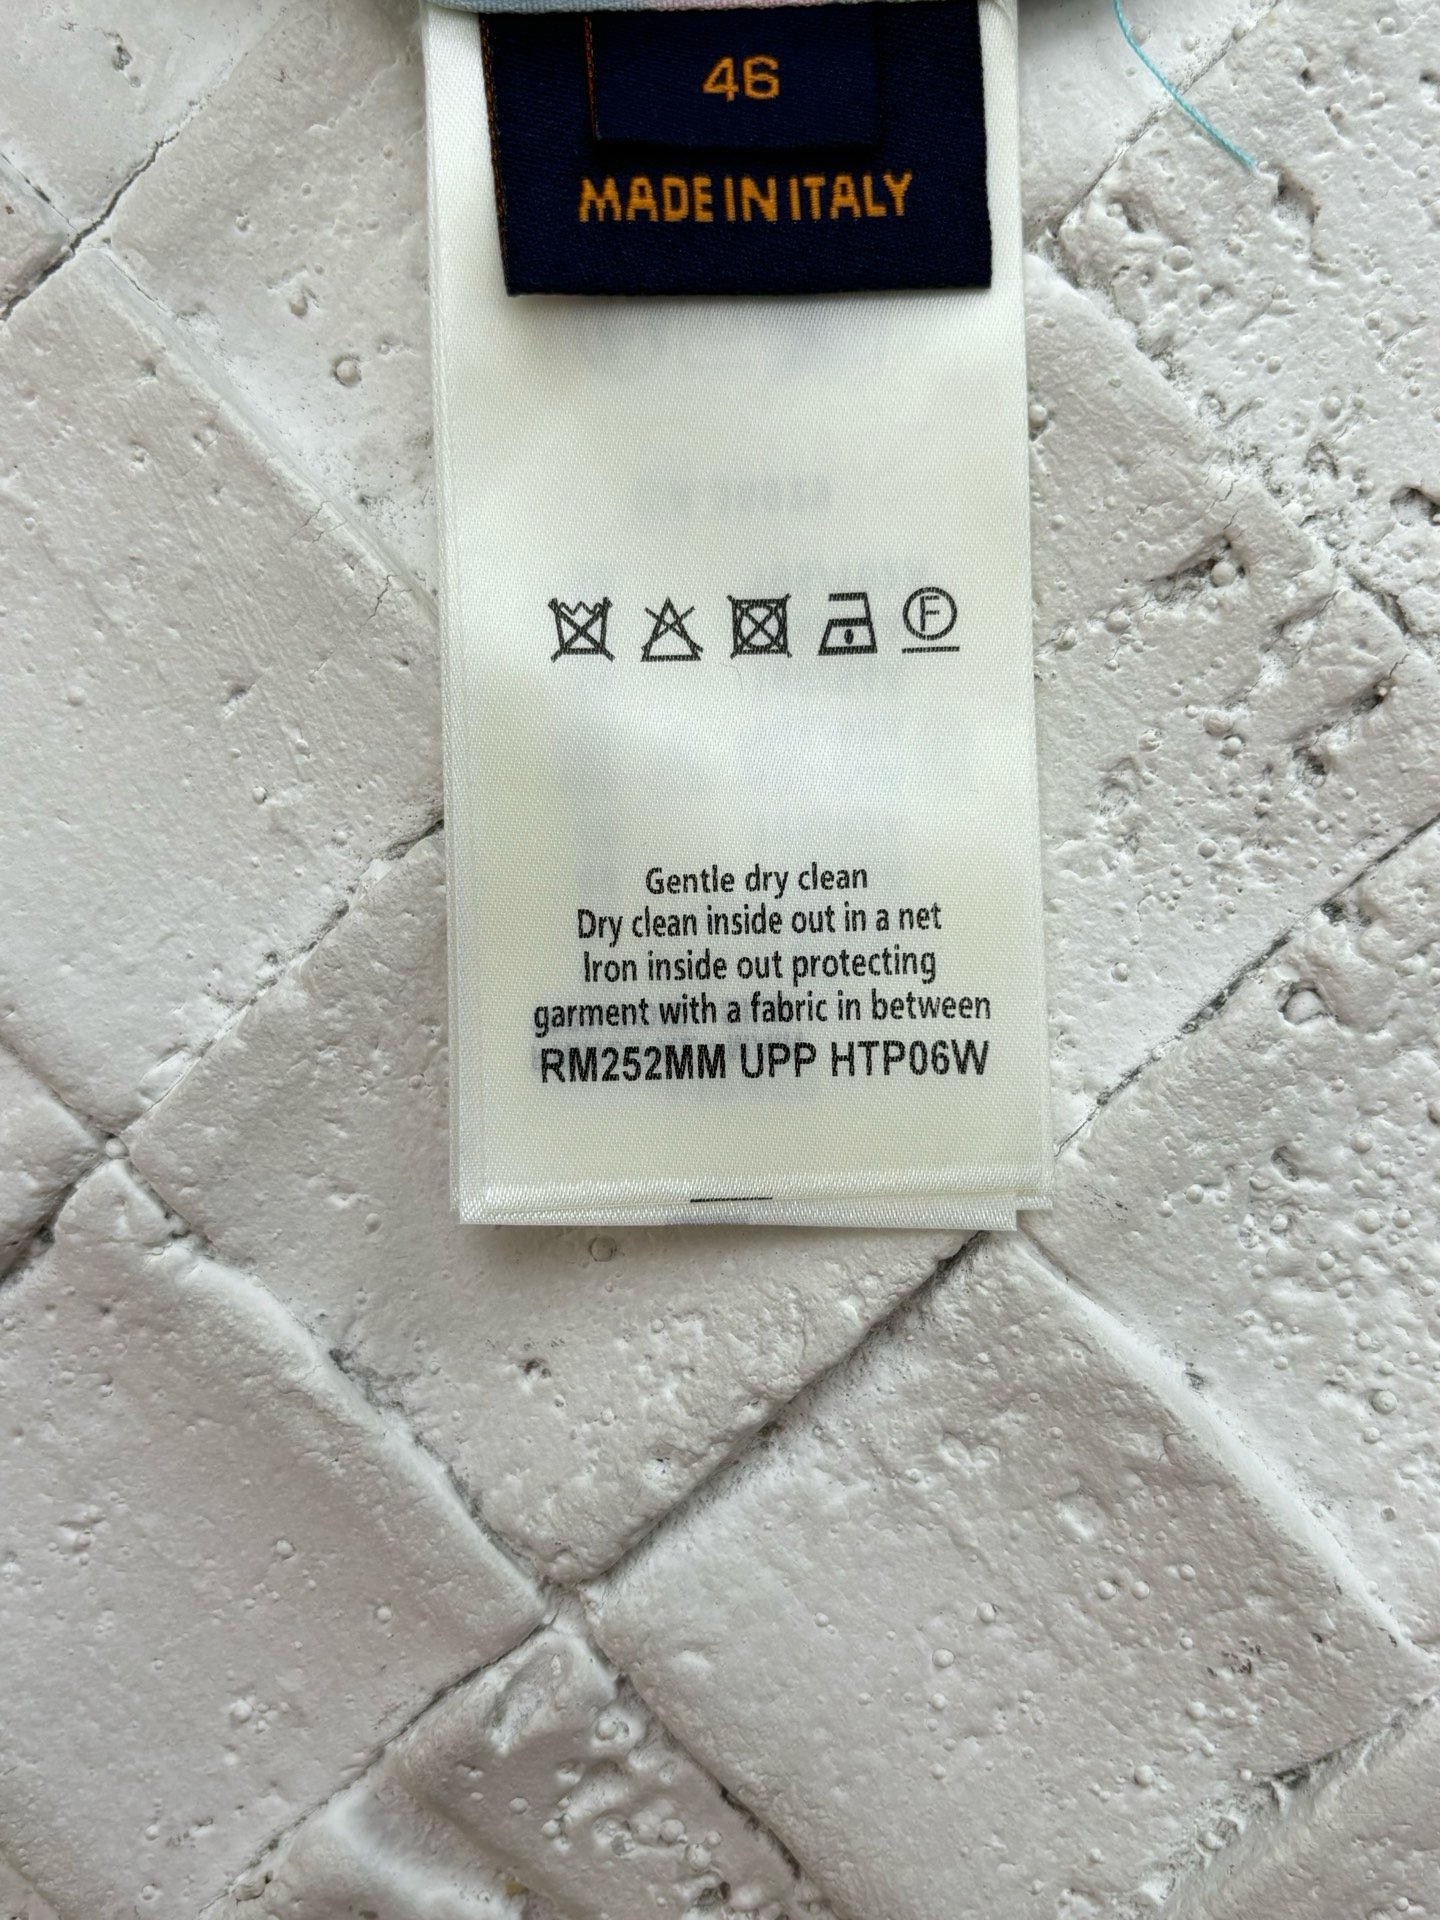 46
MADE IN ITALY
F
Gentle dry clean
Dry clean inside out in a net
Iron inside out protecting
garment with a fabric in between
RM252MM UPP HTP06W